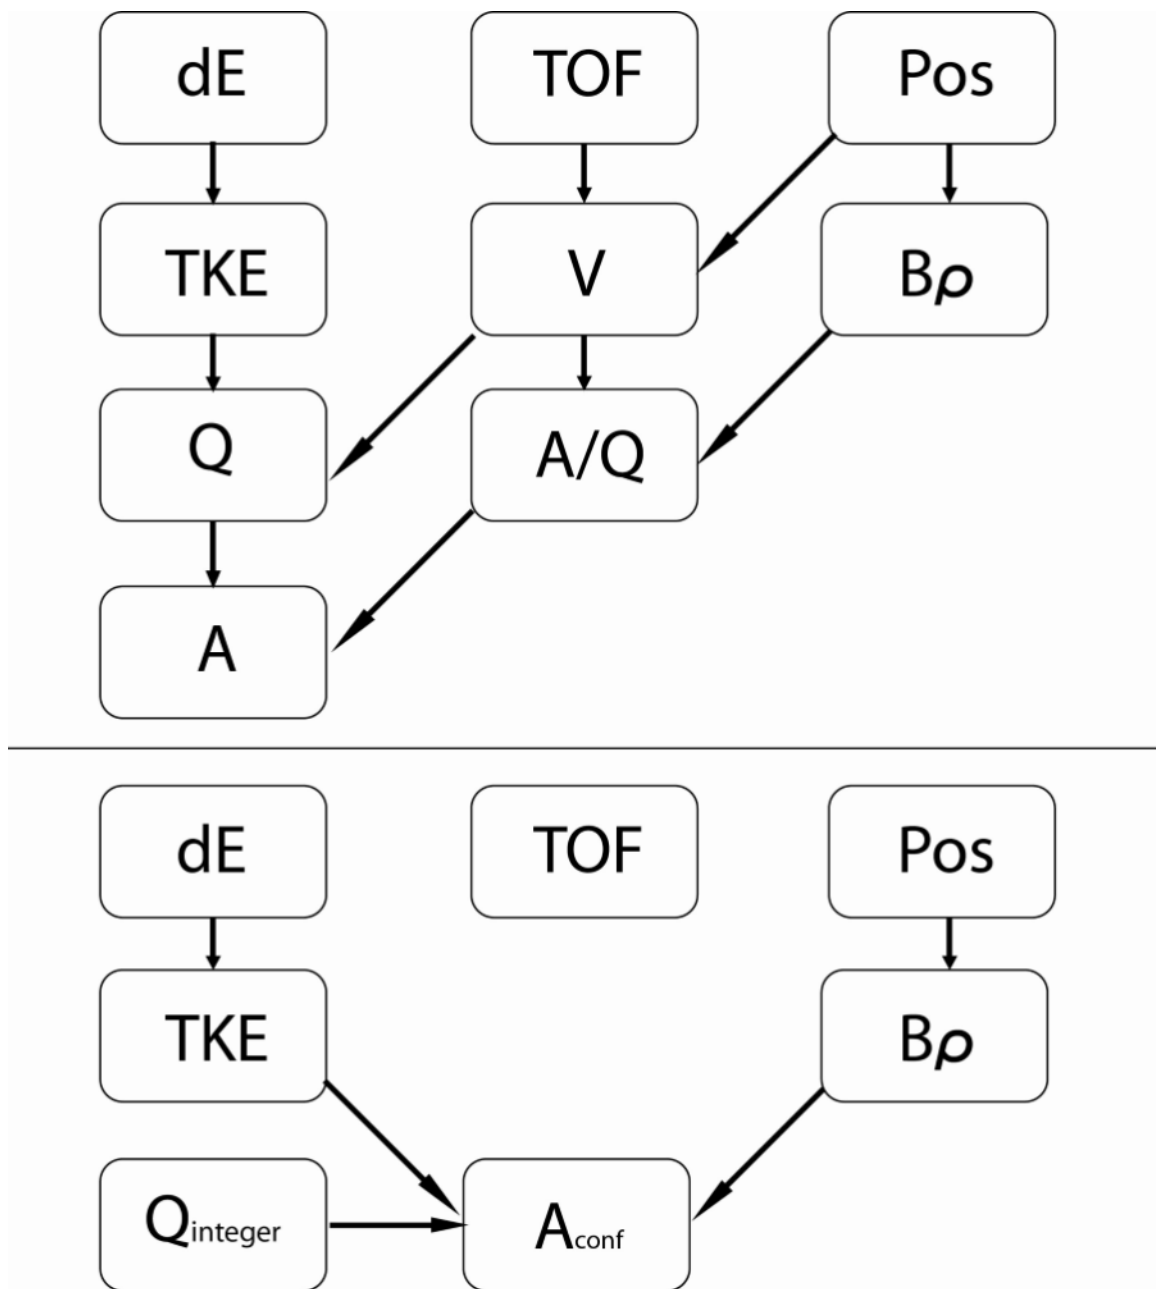 dE TOF Pos
TKE V Bρ
Q A/Q
A
dE TOF Pos
TKE Bρ
Qinteger Aconf